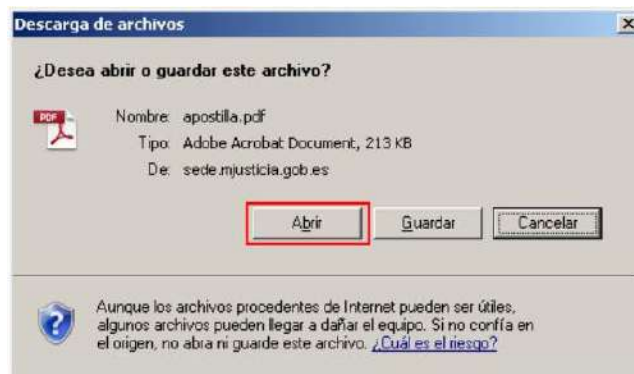 Descarga de archivos
¿Desea abrir o guardar este archivo?
PDF
Nombre: apostilla.pdf
Tipo: Adobe Acrobat Document, 213 KB
De: sede.mjusticia.gob.es
Abrir
Guardar
Cancelar
Aunque los archivos procedentes de Internet pueden ser útiles,
algunos archivos pueden llegar a dañar el equipo. Si no confía en
el origen, no abra ni guarde este archivo. ¿Cuál es el riesgo?